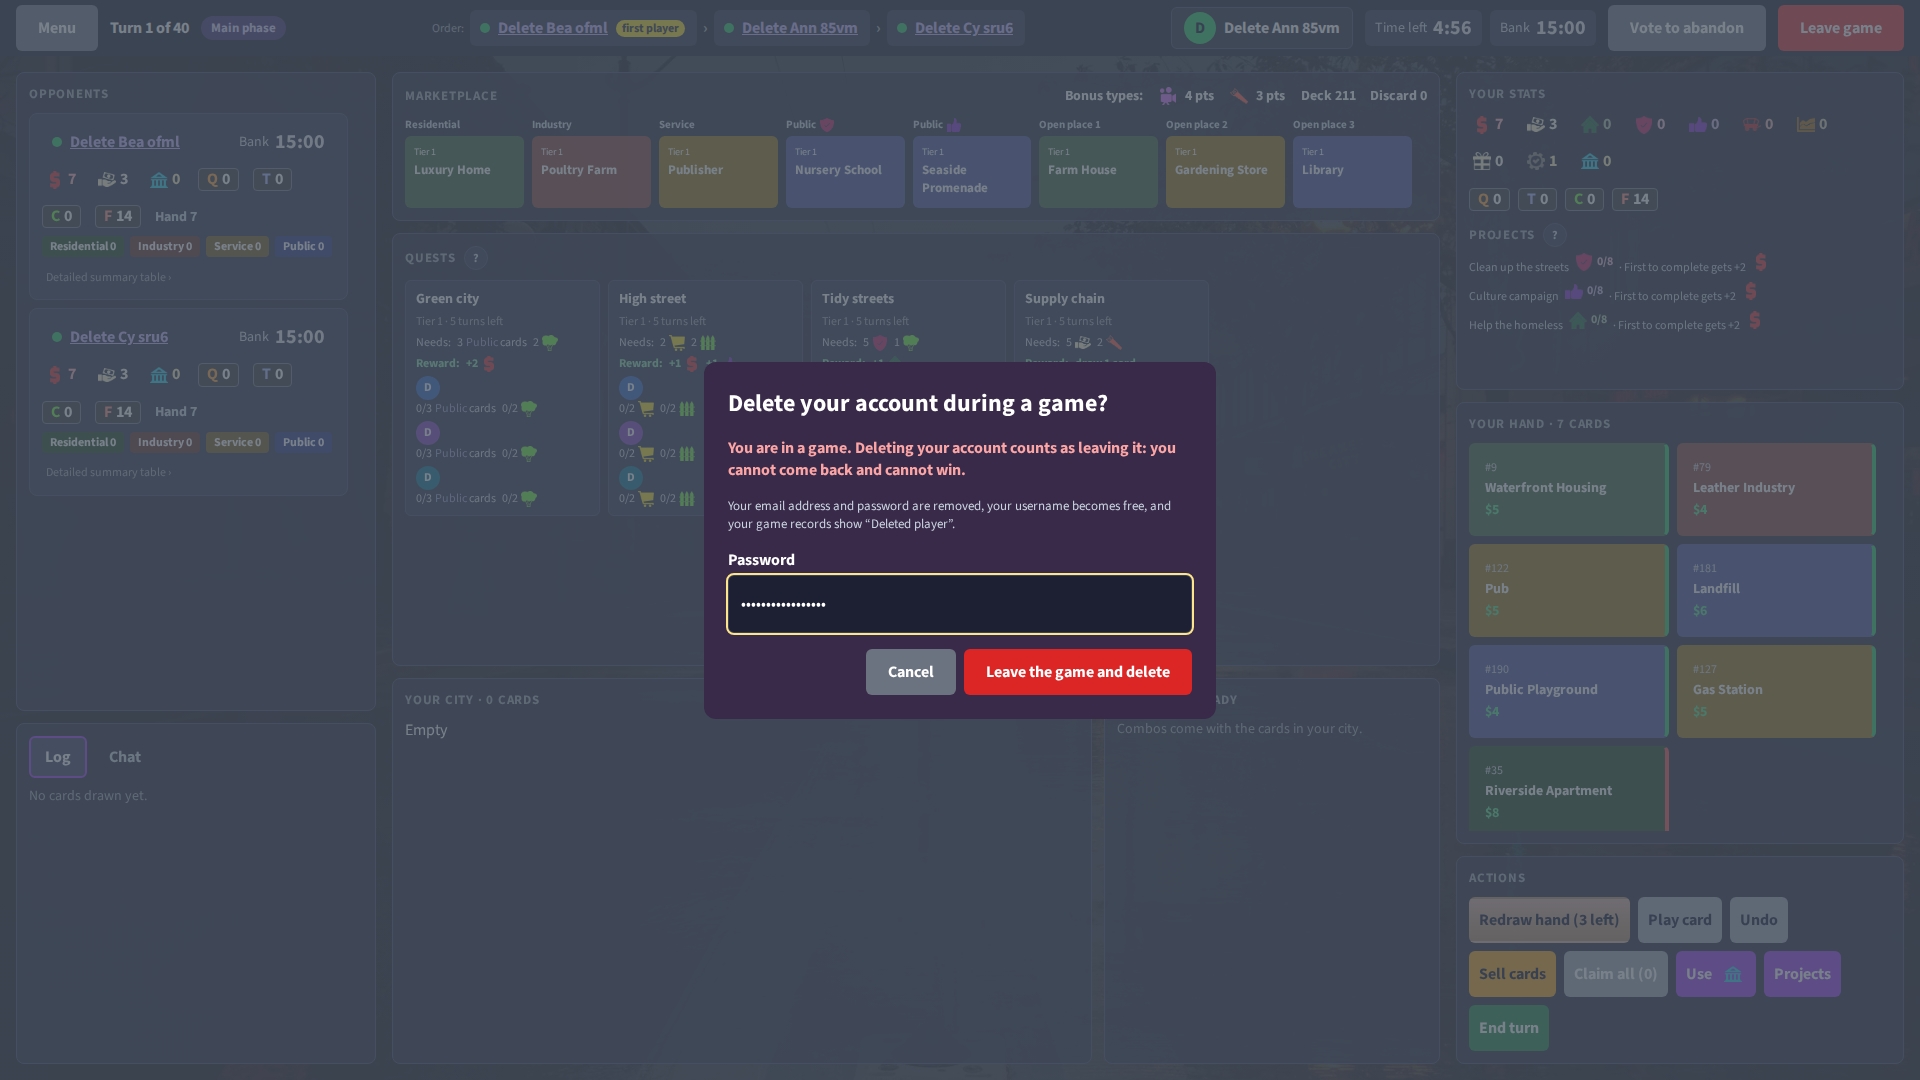 Menu
Turn 1 of 40
Main phase
Order:
Delete Bea ofml
first player
›
Delete Ann 85vm
›
Delete Cy sru6
D
Delete Ann 85vm
Time left 4:56
Bank 15:00
Vote to abandon
Leave game
OPPONENTS
Delete Bea ofml
Bank 15:00
7 3 0 Q 0 T 0
C 0 F 14 Hand 7
Residential 0 Industry 0 Service 0 Public 0
Detailed summary table ›
Delete Cy sru6
Bank 15:00
7 3 0 Q 0 T 0
C 0 F 14 Hand 7
Residential 0 Industry 0 Service 0 Public 0
Detailed summary table ›
Log
Chat
No cards drawn yet.
MARKETPLACE
Bonus types: 4 pts 3 pts Deck 211 Discard 0
Residential
Tier 1
Luxury Home
Industry
Tier 1
Poultry Farm
Service
Tier 1
Publisher
Public
Tier 1
Nursery School
Public
Tier 1
Seaside
Promenade
Open place 1
Tier 1
Farm House
Open place 2
Tier 1
Gardening Store
Open place 3
Tier 1
Library
QUESTS ?
Green city
Tier 1 · 5 turns left
Needs: 3 Public cards 2
Reward: +2
D
0/3 Public cards 0/2
D
0/3 Public cards 0/2
D
0/3 Public cards 0/2
High street
Tier 1 · 5 turns left
Needs: 2 2
Reward: +1
D
0/2 0/2
D
0/2 0/2
D
0/2 0/2
Tidy streets
Tier 1 · 5 turns left
Needs: 5 1
Supply chain
Tier 1 · 5 turns left
Needs: 5 2
Delete your account during a game?
You are in a game. Deleting your account counts as leaving it: you
cannot come back and cannot win.
Your email address and password are removed, your username becomes free, and
your game records show “Deleted player”.
Password
•••••••••••••••••
Cancel
Leave the game and delete
YOUR CITY · 0 CARDS
Empty
Combos come with the cards in your city.
YOUR STATS
7 3 0 0 0 0 0
0 1 0
Q 0 T 0 C 0 F 14
PROJECTS ?
Clean up the streets 0/8 · First to complete gets +2
Culture campaign 0/8 · First to complete gets +2
Help the homeless 0/8 · First to complete gets +2
YOUR HAND · 7 CARDS
#9
Waterfront Housing
$5
#79
Leather Industry
$4
#122
Pub
$5
#181
Landfill
$6
#190
Public Playground
$4
#127
Gas Station
$5
#35
Riverside Apartment
$8
ACTIONS
Redraw hand (3 left)
Play card
Undo
Sell cards
Claim all (0)
Use
Projects
End turn